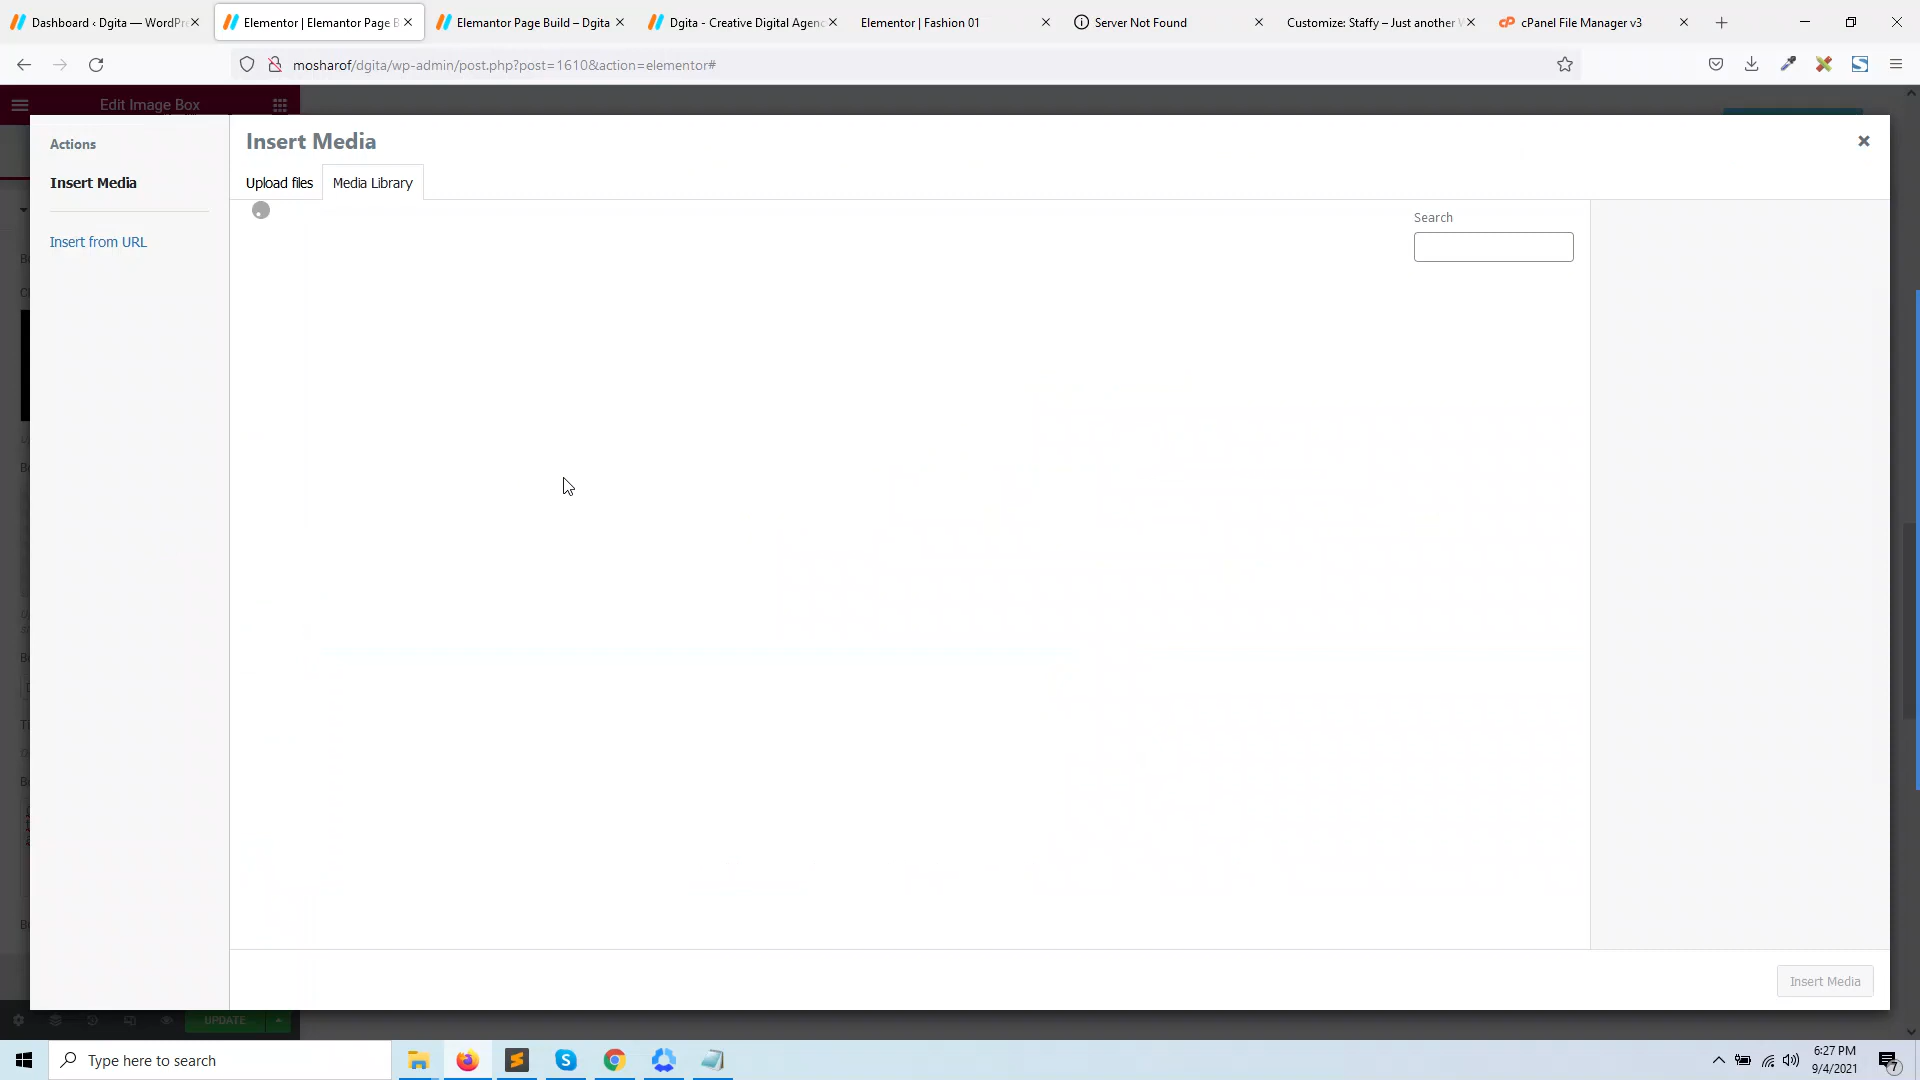 Dashboard ‹ Dgita — WordPr
Elementor | Elemantor Page B
Elemantor Page Build – Dgita
Dgita - Creative Digital Agenc
Elementor | Fashion 01
Server Not Found
Customize: Staffy – Just another W
cPanel File Manager v3
mosharof/dgita/wp-admin/post.php?post=1610&action=elementor#
Edit Image Box
Actions
Insert Media
Insert from URL
Insert Media
Upload files
Media Library
Search
Insert Media
UPDATE
Type here to search
6:27 PM
9/4/2021
7